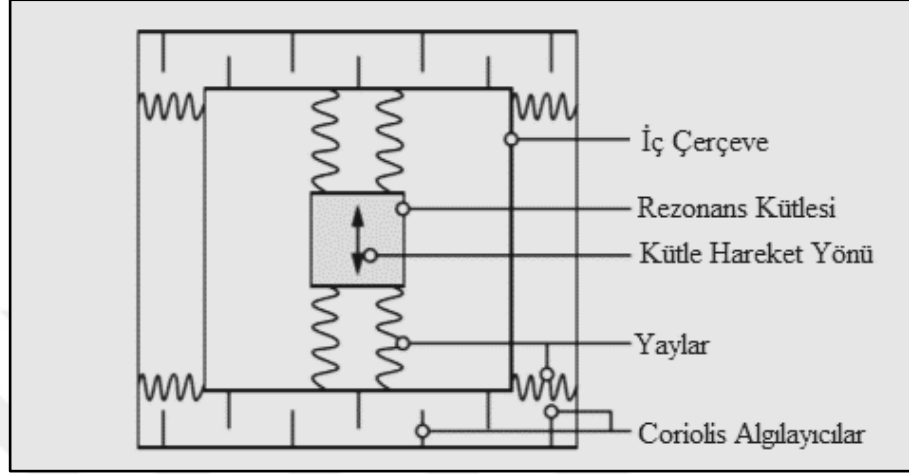 İç Çerçeve
Rezonans Kütlesi
Kütle Hareket Yönü
Yaylar
Coriolis Algılayıcılar